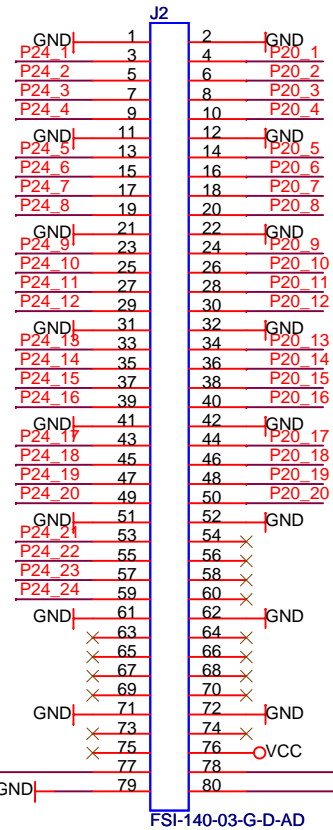 J2
GND 1 2 GND
P24_1 3 4 P20_1
P24_2 5 6 P20_2
P24_3 7 8 P20_3
P24_4 9 10 P20_4
GND 11 12 GND
P24_5 13 14 P20_5
P24_6 15 16 P20_6
P24_7 17 18 P20_7
P24_8 19 20 P20_8
GND 21 22 GND
P24_9 23 24 P20_9
P24_10 25 26 P20_10
P24_11 27 28 P20_11
P24_12 29 30 P20_12
GND 31 32 GND
P24_13 33 34 P20_13
P24_14 35 36 P20_14
P24_15 37 38 P20_15
P24_16 39 40 P20_16
GND 41 42 GND
P24_17 43 44 P20_17
P24_18 45 46 P20_18
P24_19 47 48 P20_19
P24_20 49 50 P20_20
GND 51 52 GND
P24_21 53 54
P24_22 55 56
P24_23 57 58
P24_24 59 60
GND 61 62 GND
63 64
65 66
67 68
69 70
GND 71 72 GND
73 74
75 76 VCC
77 78
GND 79 80
FSI-140-03-G-D-AD